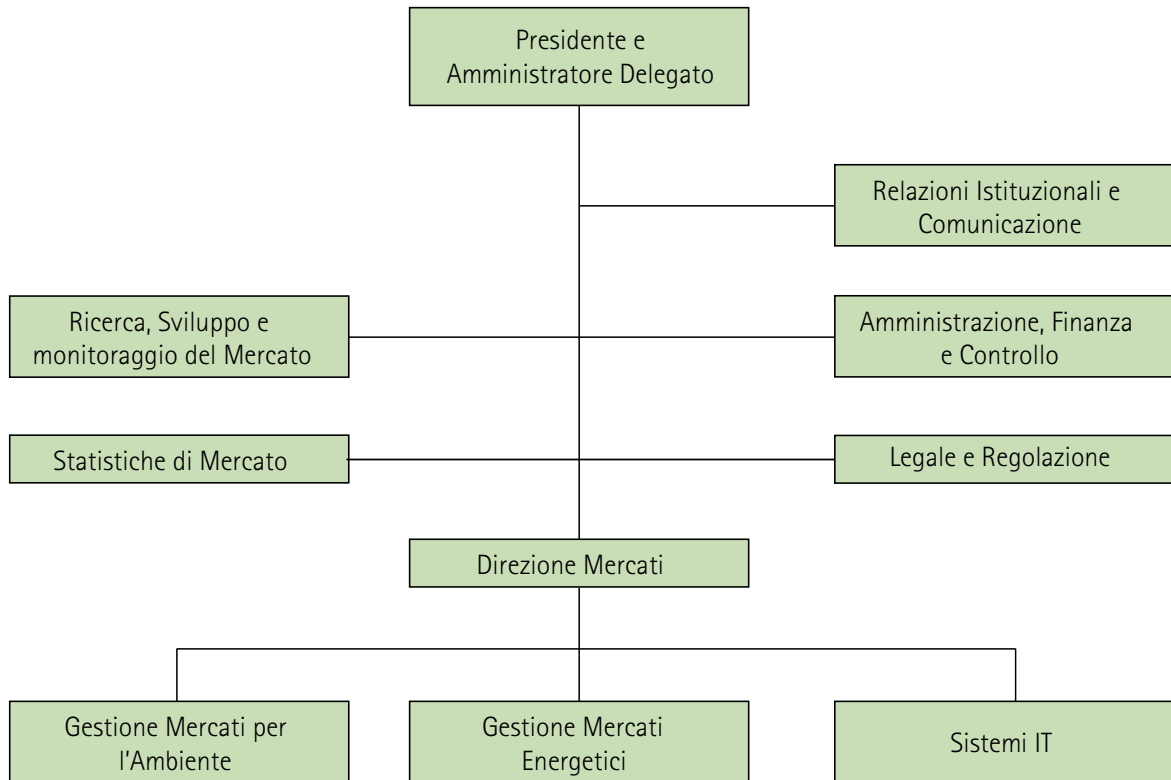 Presidente e
Amministratore Delegato
Relazioni Istituzionali e
Comunicazione
Ricerca, Sviluppo e
monitoraggio del Mercato
Amministrazione, Finanza
e Controllo
Statistiche di Mercato
Legale e Regolazione
Direzione Mercati
Gestione Mercati per
l'Ambiente
Gestione Mercati
Energetici
Sistemi IT